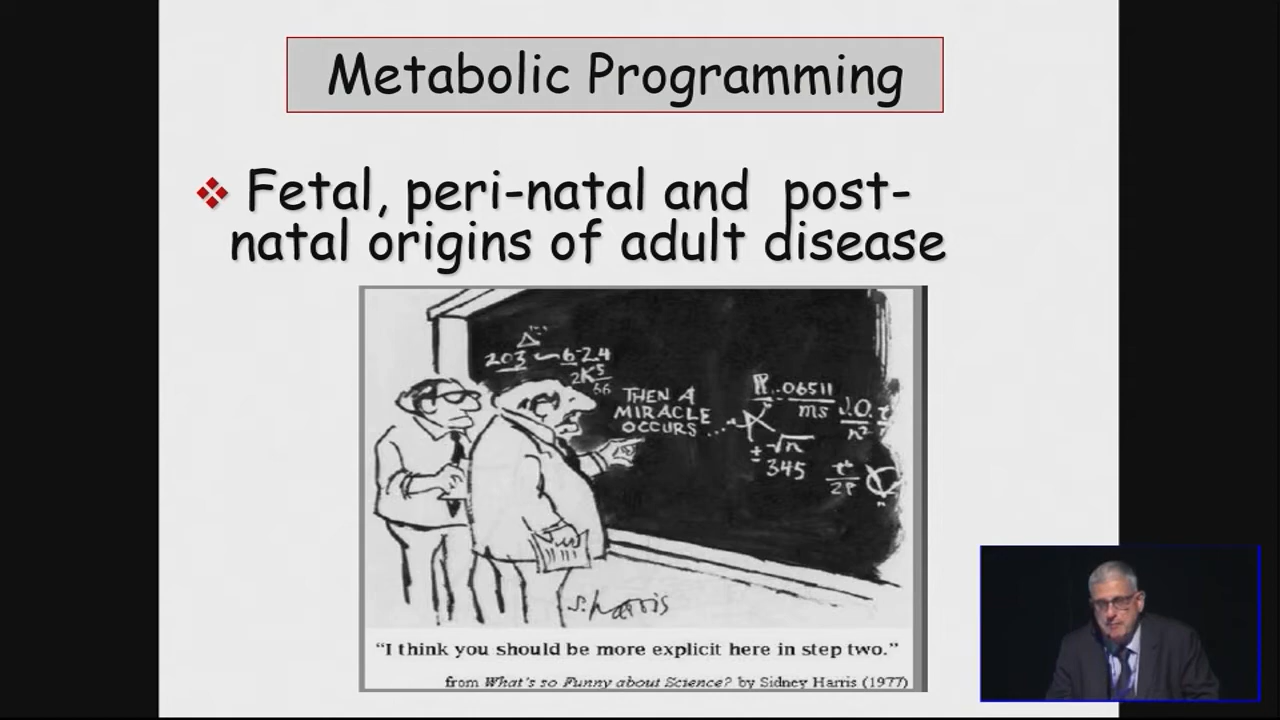 Metabolic Programming
Fetal, peri-natal and post-
natal origins of adult disease
203 6-24
2K5
66
THEN A
MIRACLE
OCCURS...
R .06511
ms
J.O.
n²
± √n
345
2P
S. Harris
"I think you should be more explicit here in step two."
from What's so Funny about Science? by Sidney Harris (1977)